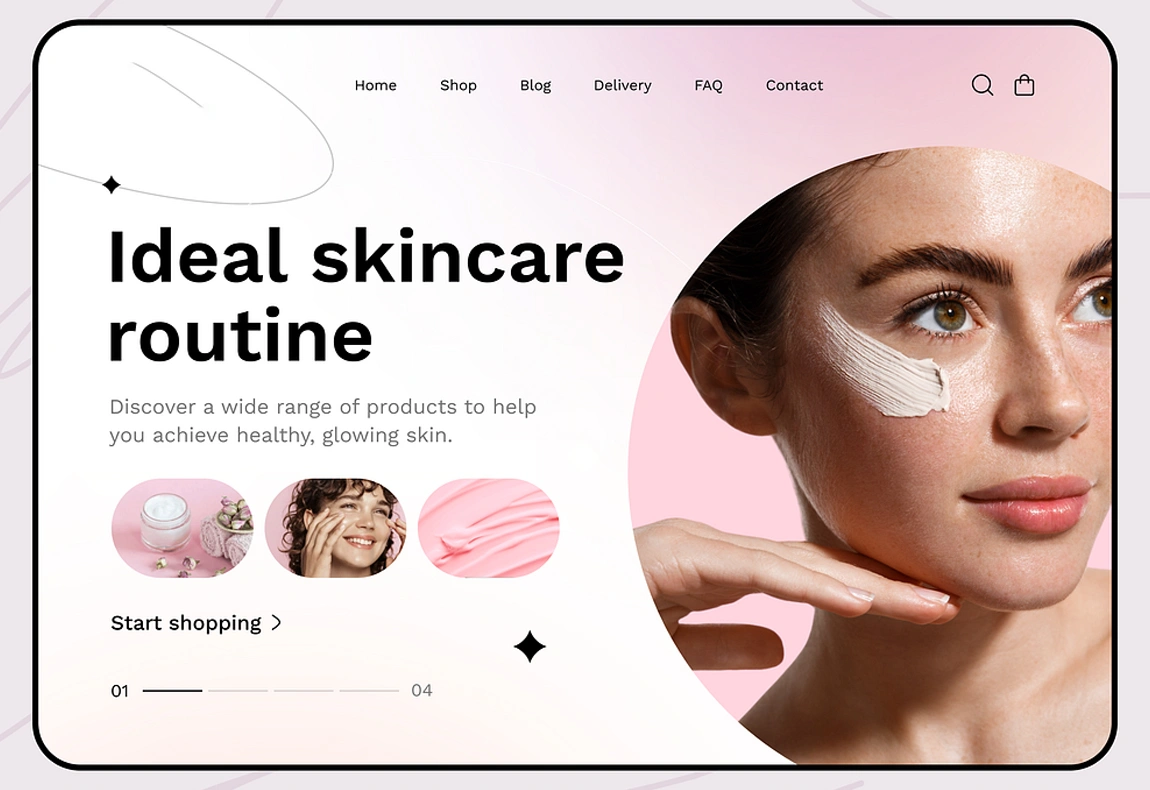 Home Shop Blog Delivery FAQ Contact
Ideal skincare
routine
Discover a wide range of products to help
you achieve healthy, glowing skin.
Start shopping
01 04